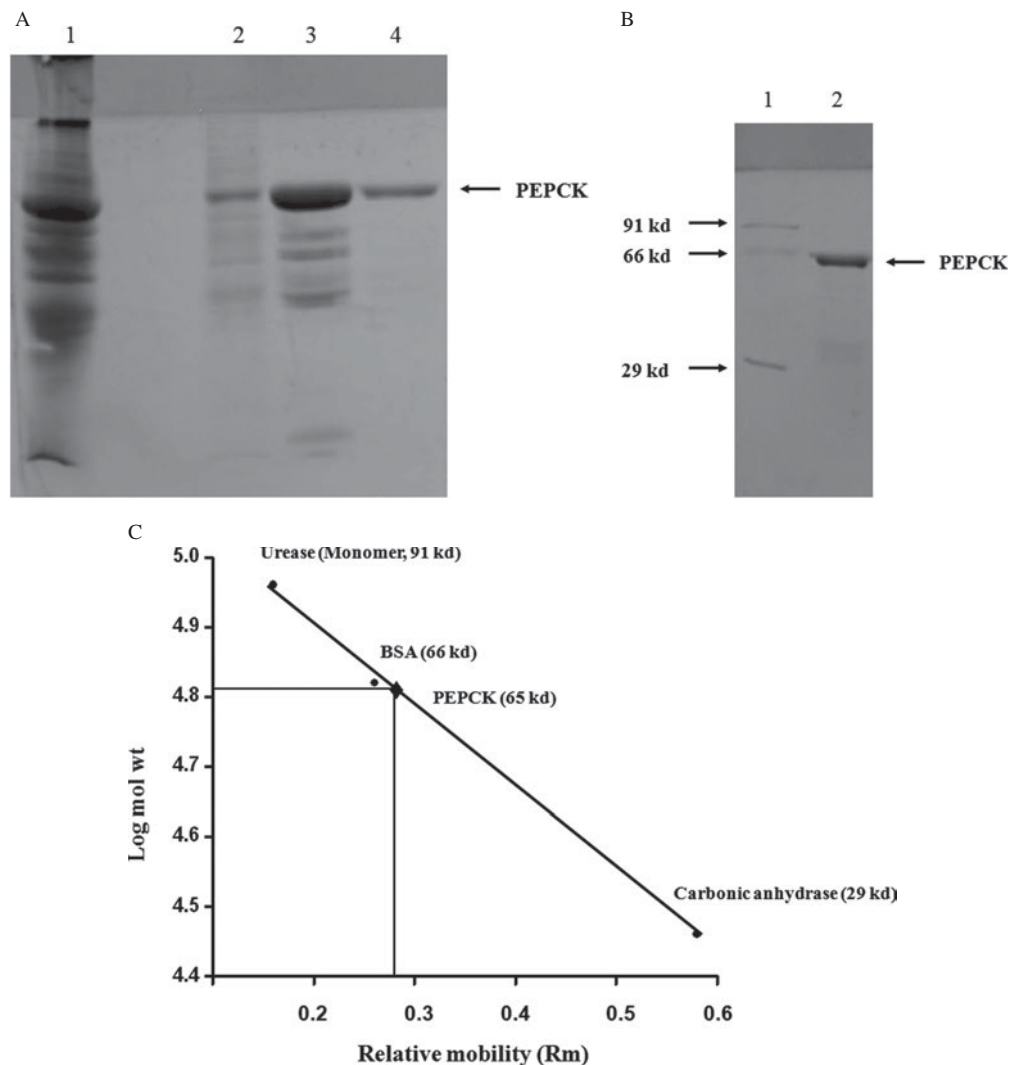 A
1 2 3 4
PEPCK
B
1 2
91 kd
66 kd
PEPCK
29 kd
C
Urease (Monomer, 91 kd)
BSA (66 kd)
PEPCK (65 kd)
Carbonic anhydrase (29 kd)
Log mol wt
5.0
4.9
4.8
4.7
4.6
4.5
4.4
0.2 0.3 0.4 0.5 0.6
Relative mobility (Rm)